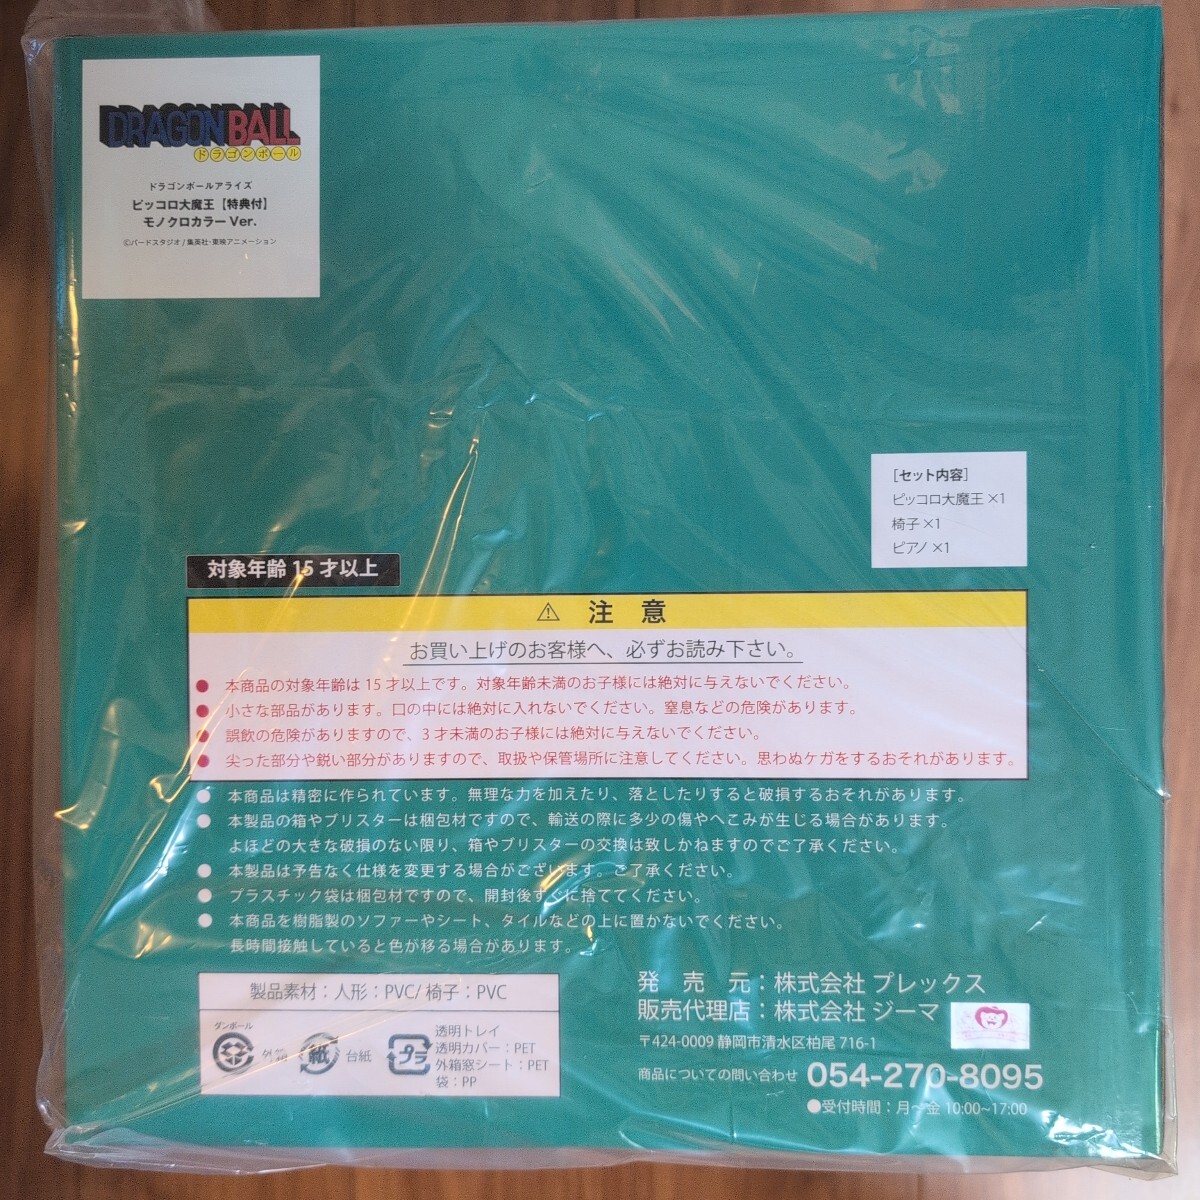 DRAGON BALL
ドラゴンボール
ドラゴンボールアライズ
ピッコロ大魔王【特典付】
モノクロカラー Ver.
©バードスタジオ / 集英社・東映アニメーション
［セット内容］
ピッコロ大魔王 ×1
椅子 ×1
ピアノ ×1
対象年齢 15 才以上
⚠ 注 意
お買い上げのお客様へ、必ずお読み下さい。
● 本商品の対象年齢は 15 才以上です。対象年齢未満のお子様には絶対に与えないでください。
● 小さな部品があります。口の中には絶対に入れないでください。窒息などの危険があります。
● 誤飲の危険がありますので、3 才未満のお子様には絶対に与えないでください。
● 尖った部分や鋭い部分がありますので、取扱や保管場所に注意してください。思わぬケガをするおそれがあります。
● 本商品は精密に作られています。無理な力を加えたり、落としたりすると破損するおそれがあります。
● 本製品の箱やブリスターは梱包材ですので、輸送の際に多少の傷やへこみが生じる場合があります。
よほどの大きな破損のない限り、箱やブリスターの交換は致しかねますのでご了承ください。
● 本製品は予告なく仕様を変更する場合がございます。ご了承ください。
● プラスチック袋は梱包材ですので、開封後すぐに捨ててください。
● 本商品を樹脂製のソファーやシート、タイルなどの上に置かないでください。
長時間接触していると色が移る場合があります。
製品素材：人形：PVC/ 椅子：PVC
ダンボール
外箱
紙
台紙
プラ
透明トレイ
透明カバー：PET
外箱窓シート：PET
袋：PP
発 売 元：株式会社 プレックス
販売代理店：株式会社 ジーマ
〒424-0009 静岡市清水区柏尾 716-1
商品についての問い合わせ 054-270-8095
●受付時間：月～金 10:00~17:00